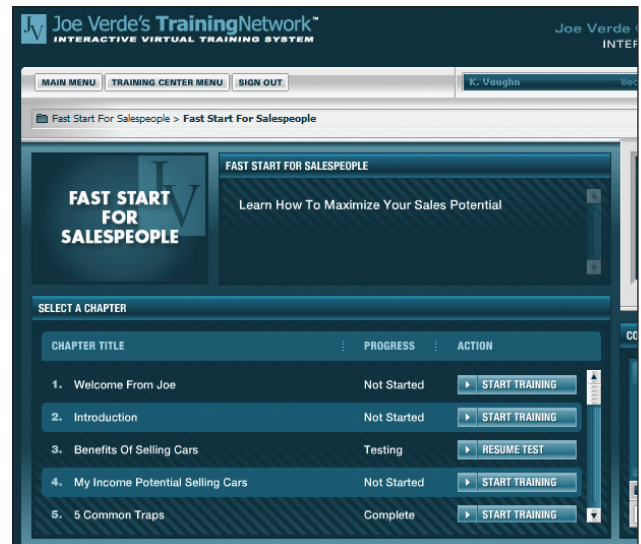 JV Joe Verde's TrainingNetwork™
INTERACTIVE VIRTUAL TRAINING SYSTEM
Joe Verde
INTER
MAIN MENU TRAINING CENTER MENU SIGN OUT
K. Vaughn
Fast Start For Salespeople > Fast Start For Salespeople
JV
FAST START
FOR
SALESPEOPLE
FAST START FOR SALESPEOPLE
Learn How To Maximize Your Sales Potential
SELECT A CHAPTER
CHAPTER TITLE PROGRESS ACTION
1. Welcome From Joe Not Started START TRAINING
2. Introduction Not Started START TRAINING
3. Benefits Of Selling Cars Testing RESUME TEST
4. My Income Potential Selling Cars Not Started START TRAINING
5. 5 Common Traps Complete START TRAINING